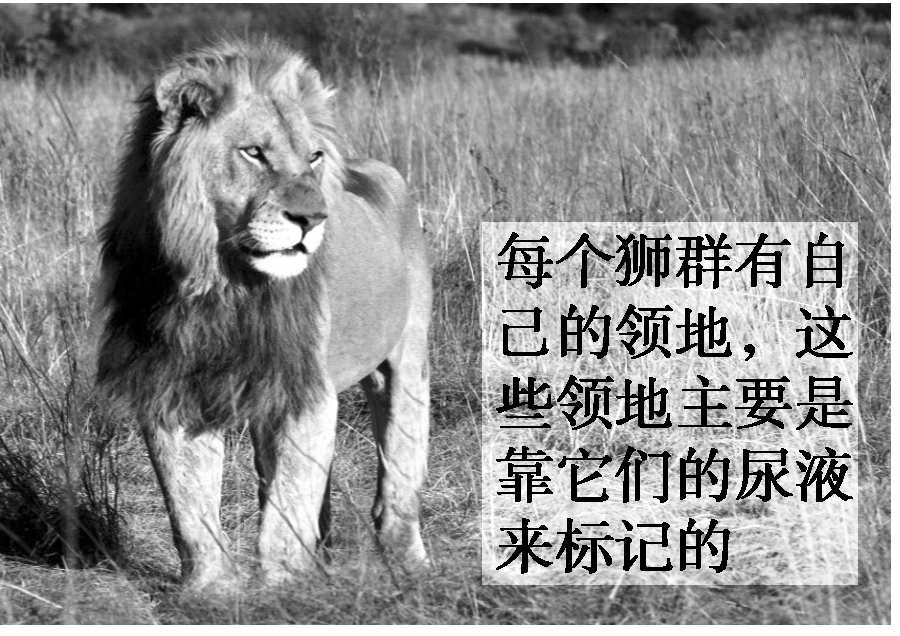 每个狮群有自
己的领地，这
些领地主要是
靠它们的尿液
来标记的